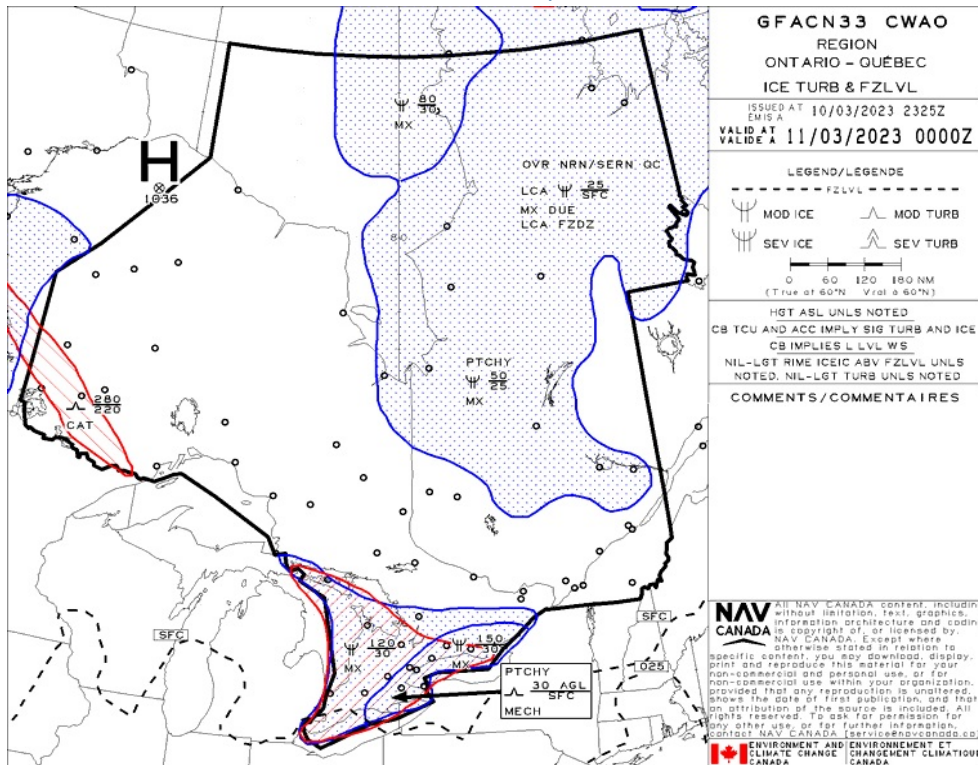 GFACN33 CWAO
REGION
ONTARIO – QUÉBEC
ICE TURB & FZLVL
ISSUED AT
ÉMIS A
10/03/2023 2325Z
VALID AT
VALIDE A
11/03/2023 0000Z
LEGEND/LÉGENDE
FZLVL
MOD ICE
MOD TURB
SEV ICE
SEV TURB
0 60 120 180 NM
(True at 60°N Vrai à 60°N)
HGT ASL UNLS NOTED
CB TCU AND ACC IMPLY SIG TURB AND ICE
CB IMPLIES L LVL WS
NIL-LGT RIME ICEIC ABV FZLVL UNLS
NOTED. NIL-LGT TURB UNLS NOTED
COMMENTS/COMMENTAIRES
H
1036
80
30
MX
OVR NRN/SERN QC
LCA
25
SFC
MX DUE
LCA FZDZ
80
PTCHY
50
25
MX
280
220
CAT
120
30
MX
150
30
MX
PTCHY
30 AGL
SFC
MECH
SFC
SFC
025
NAV
CANADA
All NAV CANADA content, including
without limitation, text, graphics,
information architecture and coding
is copyright of, or licensed by,
NAV CANADA. Except where
otherwise stated in relation to
specific content, you may download, display,
print and reproduce this material for your
non-commercial and personal use, or for
non-commercial use within your organization,
provided that any reproduction is unaltered,
shows the date of first publication, and that
an attribution of the source is included. All
rights reserved. To ask for permission for
any other use, or for further information,
contact NAV CANADA [service@navcanada.ca]
ENVIRONMENT AND
CLIMATE CHANGE
CANADA
ENVIRONNEMENT ET
CHANGEMENT CLIMATIQUE
CANADA